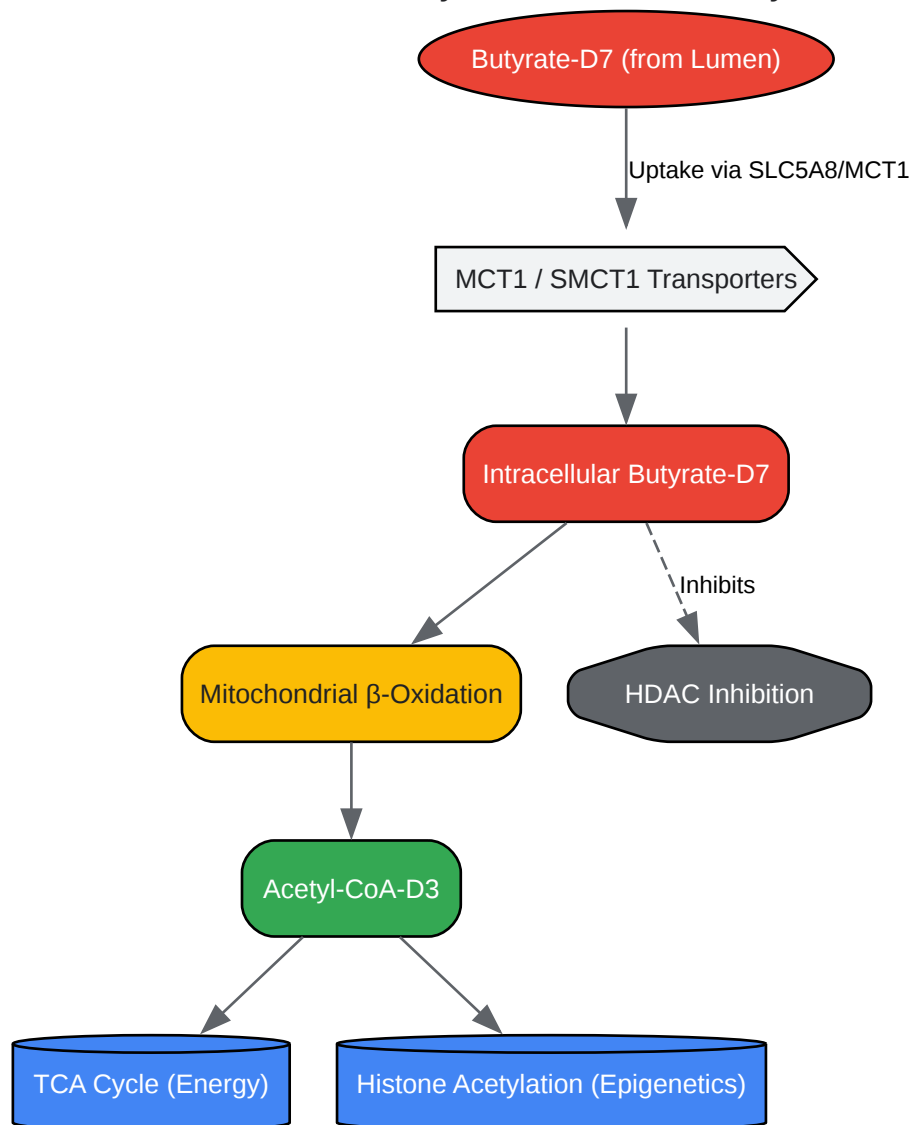 Butyrate-D7 (from Lumen)
Uptake via SLC5A8/MCT1
MCT1 / SMCT1 Transporters
Intracellular Butyrate-D7
Inhibits
Mitochondrial β-Oxidation
HDAC Inhibition
Acetyl-CoA-D3
TCA Cycle (Energy)
Histone Acetylation (Epigenetics)